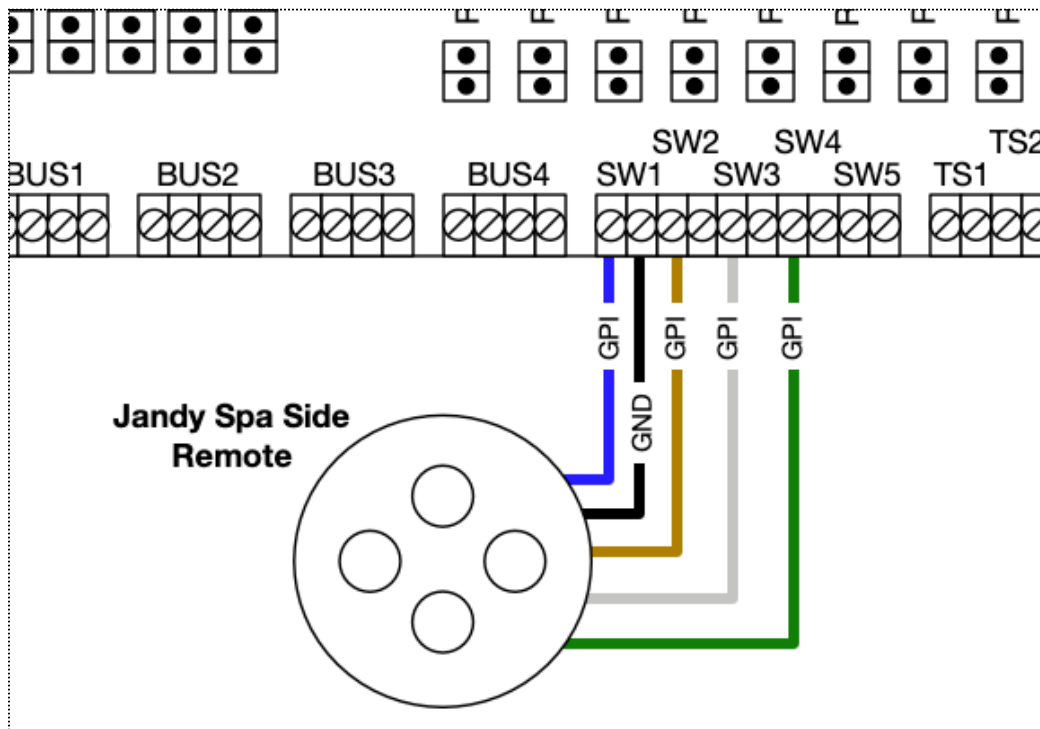 SW2 SW4 TS2
BUS1 BUS2 BUS3 BUS4 SW1 SW3 SW5 TS1
GPI GPI GPI GPI
GND
Jandy Spa Side
Remote